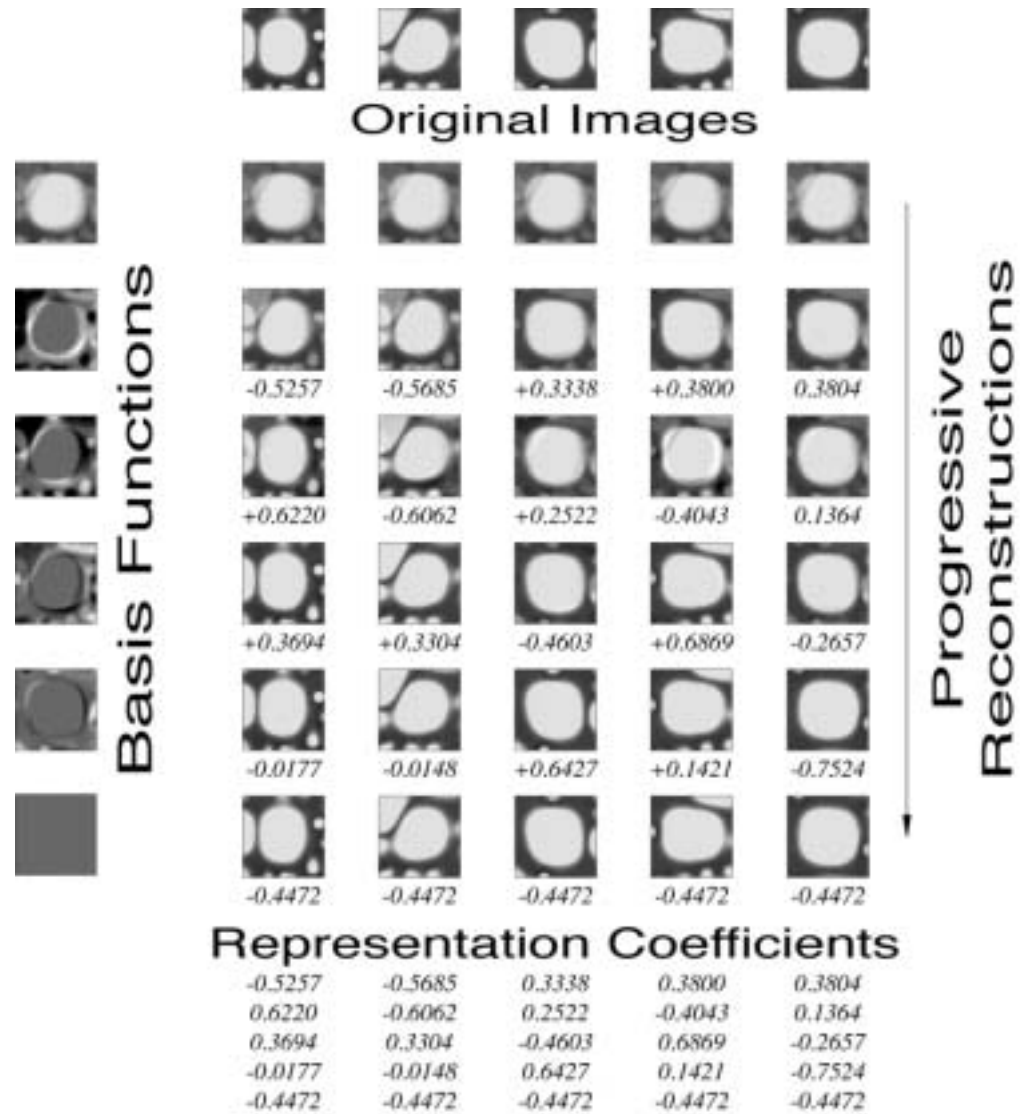 Original Images
Basis Functions
Progressive
Reconstructions
-0.5257 -0.5685 +0.3338 +0.3800 0.3804
+0.6220 -0.6062 +0.2522 -0.4043 0.1364
+0.3694 +0.3304 -0.4603 +0.6869 -0.2657
-0.0177 -0.0148 +0.6427 +0.1421 -0.7524
-0.4472 -0.4472 -0.4472 -0.4472 -0.4472
Representation Coefficients
-0.5257 -0.5685 0.3338 0.3800 0.3804
0.6220 -0.6062 0.2522 -0.4043 0.1364
0.3694 0.3304 -0.4603 0.6869 -0.2657
-0.0177 -0.0148 0.6427 0.1421 -0.7524
-0.4472 -0.4472 -0.4472 -0.4472 -0.4472